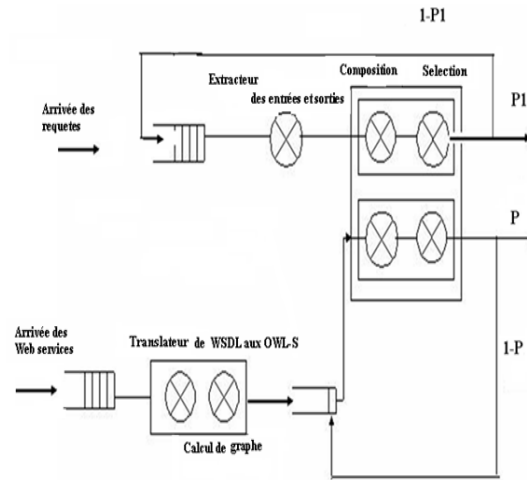 1-P1
Extracteur
des entrées et sorties
Composition
Selection
P1
Arrivée des
requetes
P
Arrivée des
Web services
Translateur de WSDL aux OWL-S
1-P
Calcul de graphe